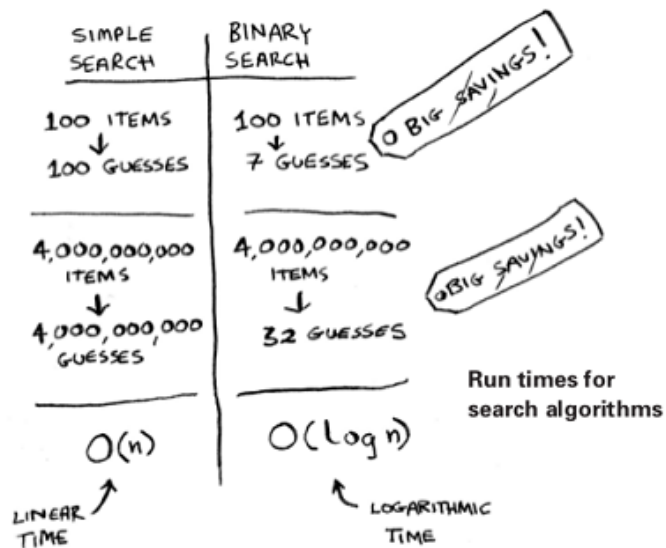 SIMPLE
SEARCH
BINARY
SEARCH
100 ITEMS
100 GUESSES
100 ITEMS
7 GUESSES
BIG SAVINGS!
4,000,000,000
ITEMS
4,000,000,000
GUESSES
4,000,000,000
ITEMS
32 GUESSES
BIG SAVINGS!
Run times for
search algorithms
O(n)
O(log n)
LINEAR
TIME
LOGARITHMIC
TIME